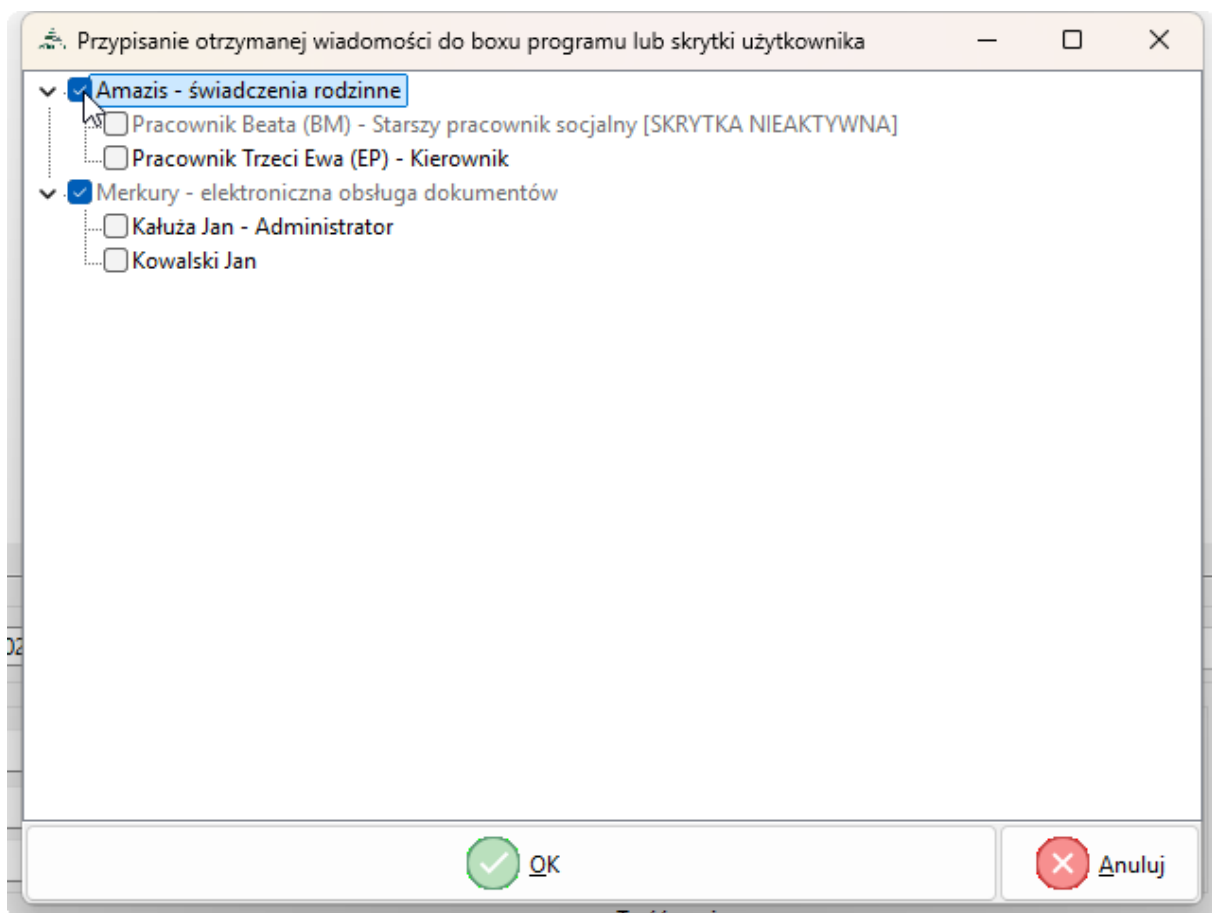 Przypisanie otrzymanej wiadomości do boxu programu lub skrytki użytkownika
Amazis - świadczenia rodzinne
Pracownik Beata (BM) - Starszy pracownik socjalny [SKRYTKA NIEAKTYWNA]
Pracownik Trzeci Ewa (EP) - Kierownik
Merkury - elektroniczna obsługa dokumentów
Kałuża Jan - Administrator
Kowalski Jan
02
OK
Anuluj